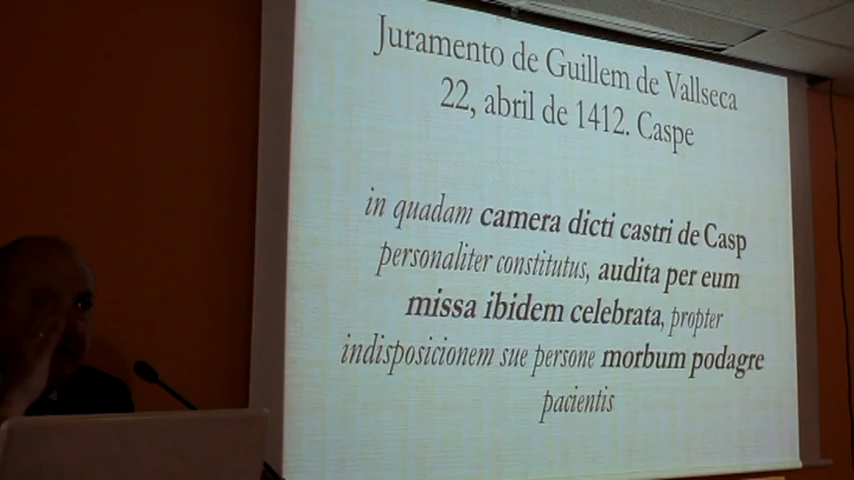 Juramento de Guillem de Vallseca
22, abril de 1412. Caspe
in quadam camera dicti castri de Casp
personaliter constitutus, audita per eum
missa ibidem celebrata, propter
indisposicionem sue persone morbum podagre
pacientis